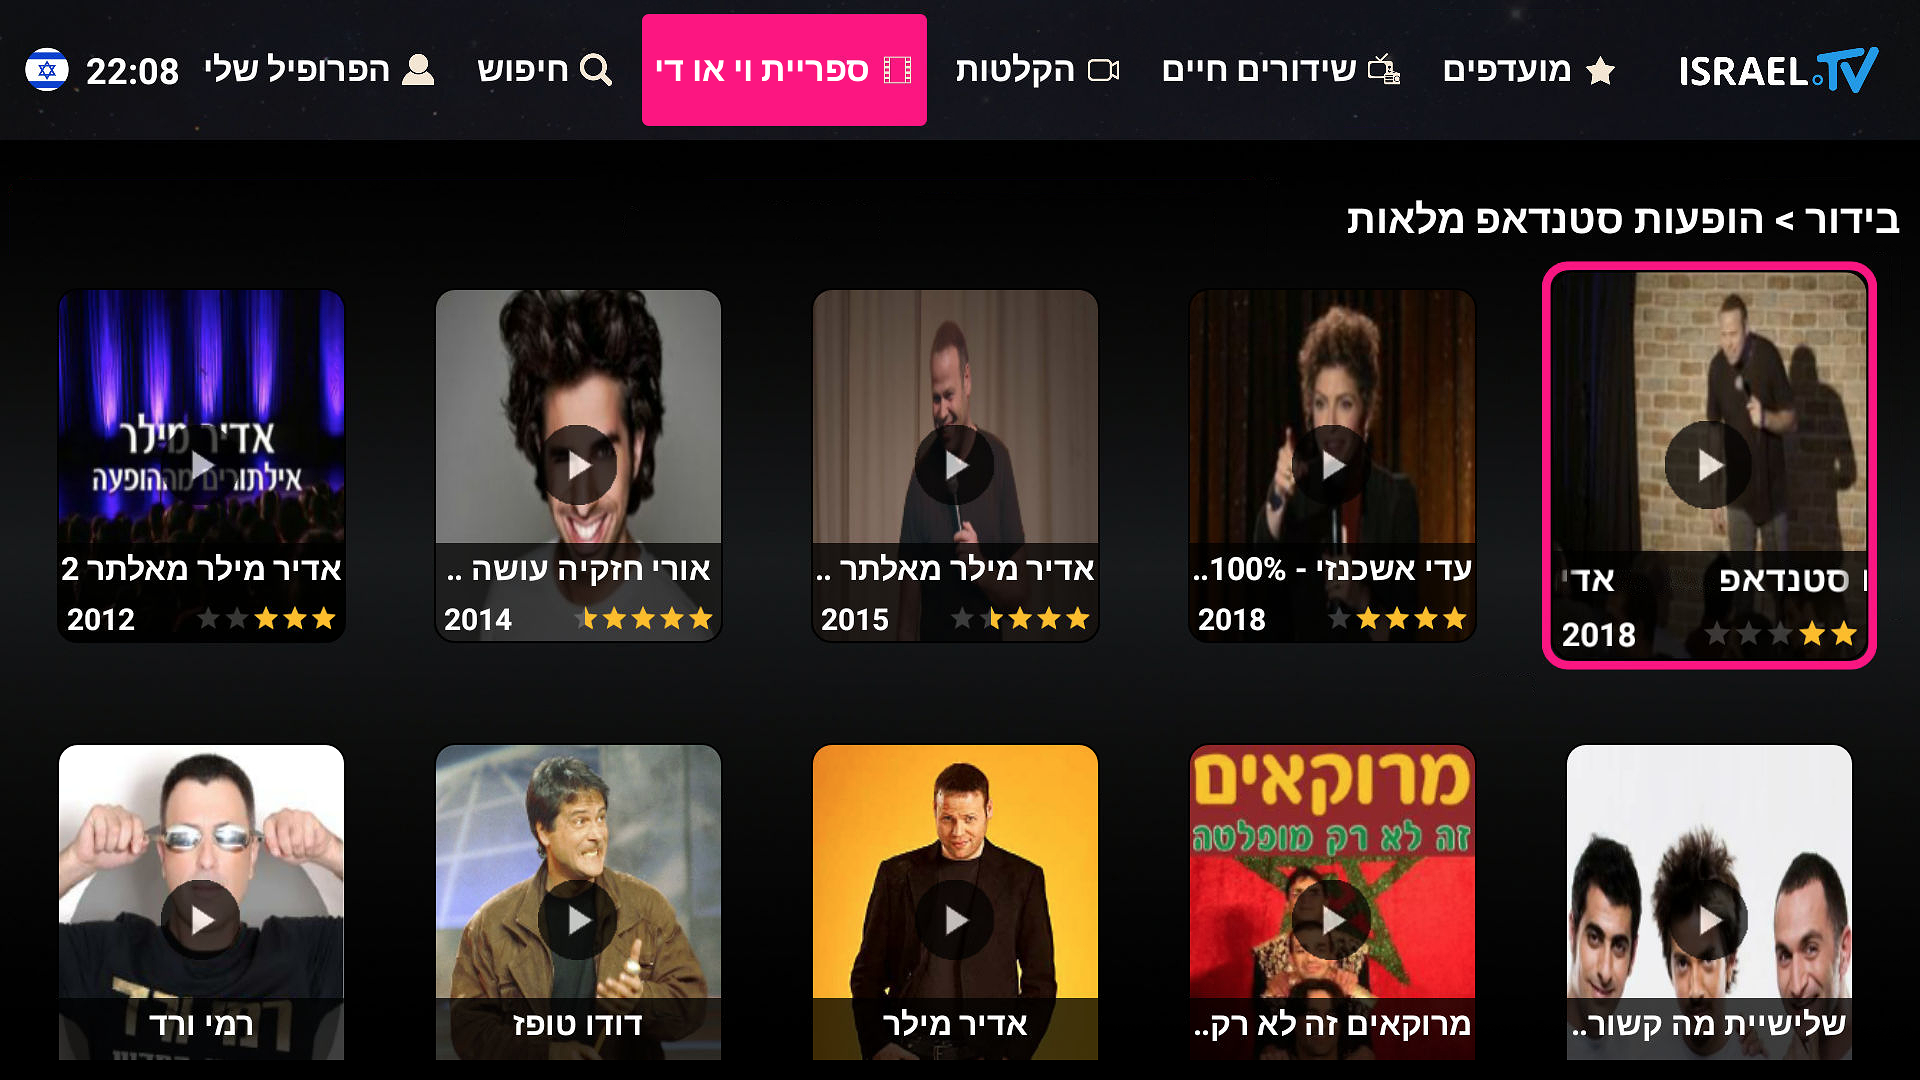 ISRAEL.TV
מועדפים
שידורים חיים
הקלטות
ספריית וי או די
חיפוש
הפרופיל שלי
22:08
בידור > הופעות סטנדאפ מלאות
סטנדאפ אדי
2018
עדי אשכנזי - 100%..
2018
אדיר מילר מאלתר ..
2015
אורי חזקיה עושה ..
2014
אדיר מילר
אילתורים מההופעה
אדיר מילר מאלתר 2
2012
שלישיית מה קשור..
מרוקאים
זה לא רק מופלטה
מרוקאים זה לא רק..
אדיר מילר
דודו טופז
רמי ורד
רמי ורד